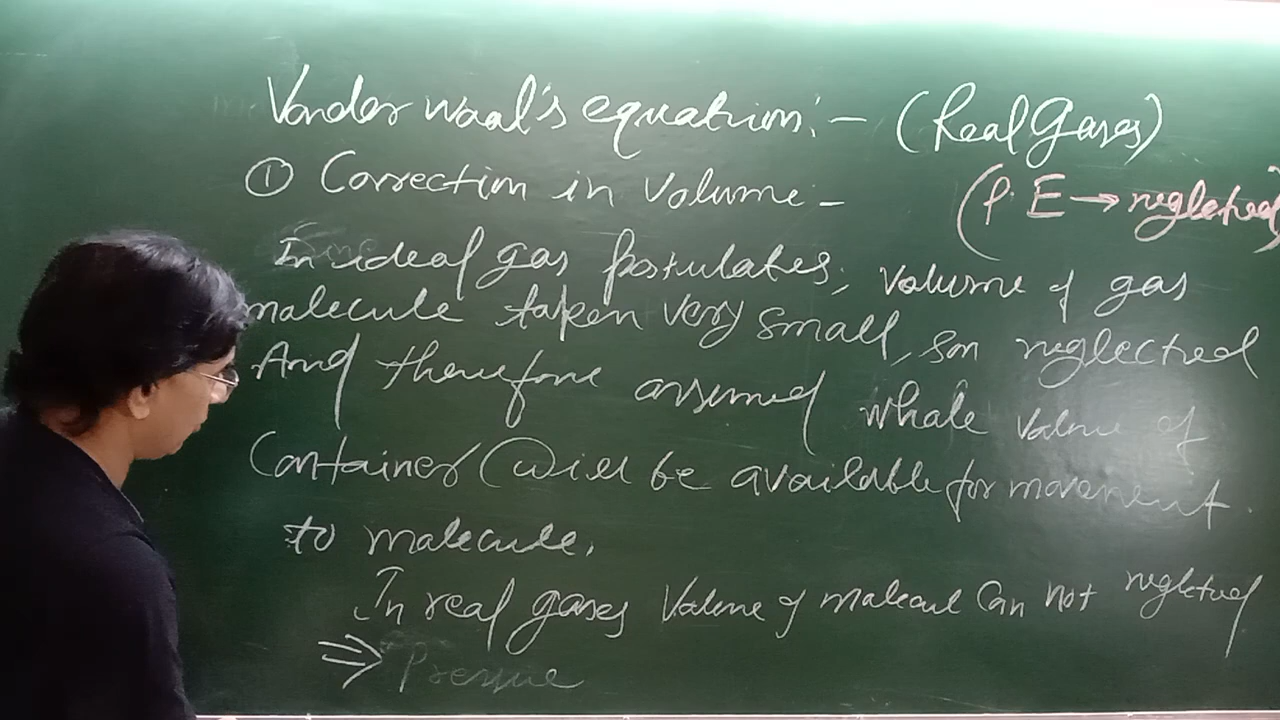 Vander waal's equation:- (Real Gases)
① Correction in volume - (P.E → neglected)
In ideal gas postulates, volume of gas
molecule taken very small, son neglected
And therefore assumed whole volume of
Container will be available for movement.
to molecule.
In real gases volume of molecule can not neglected
⇒ Pressure